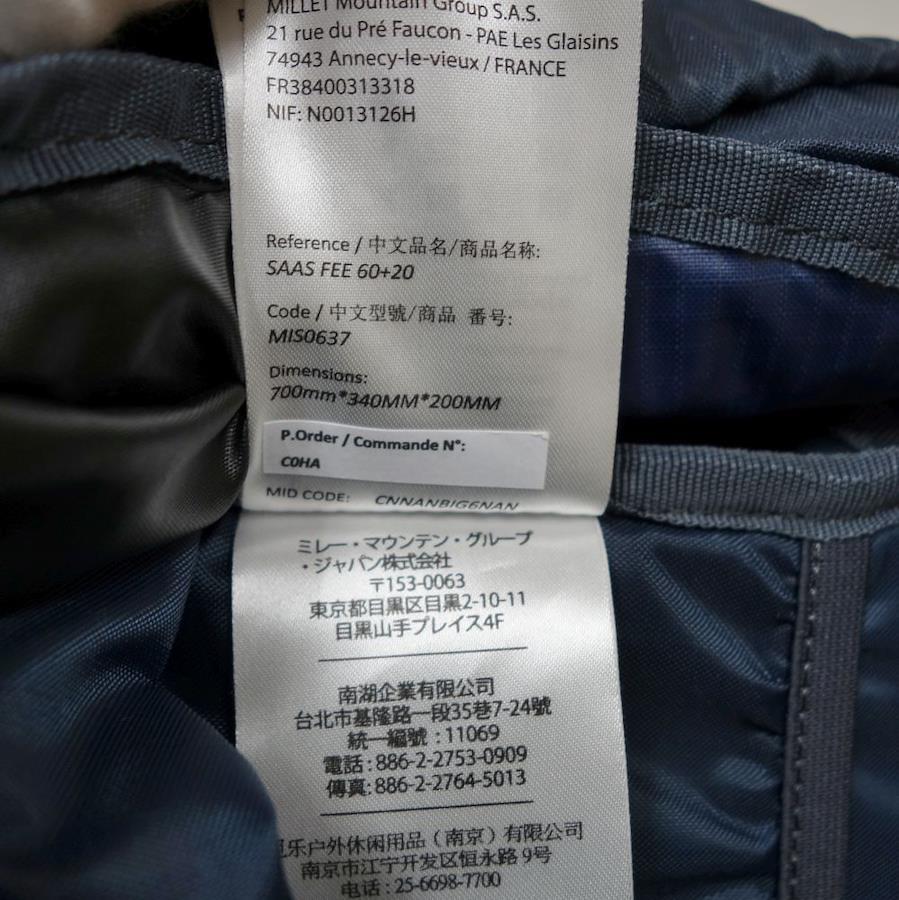 MILLET Mountain Group S.A.S.
21 rue du Pré Faucon - PAE Les Glaisins
74943 Annecy-le-vieux / FRANCE
FR38400313318
NIF: N0013126H
Reference / 中文品名/商品名称:
SAAS FEE 60+20
Code / 中文型號/商品 番号:
MIS0637
Dimensions:
700mm*340MM*200MM
P.Order / Commande N°:
C0HA
MID CODE: CNNANBIG6NAN
ミレー・マウンテン・グループ
・ジャパン株式会社
〒153-0063
東京都目黒区目黒2-10-11
目黒山手プレイス4F
南湖企業有限公司
台北市基隆路一段35巷7-24號
統一編號 :11069
電話:886-2-2753-0909
傳真:886-2-2764-5013
乐户外休闲用品（南京）有限公司
南京市江宁开发区恒永路 9号
电话: 25-6698-7700